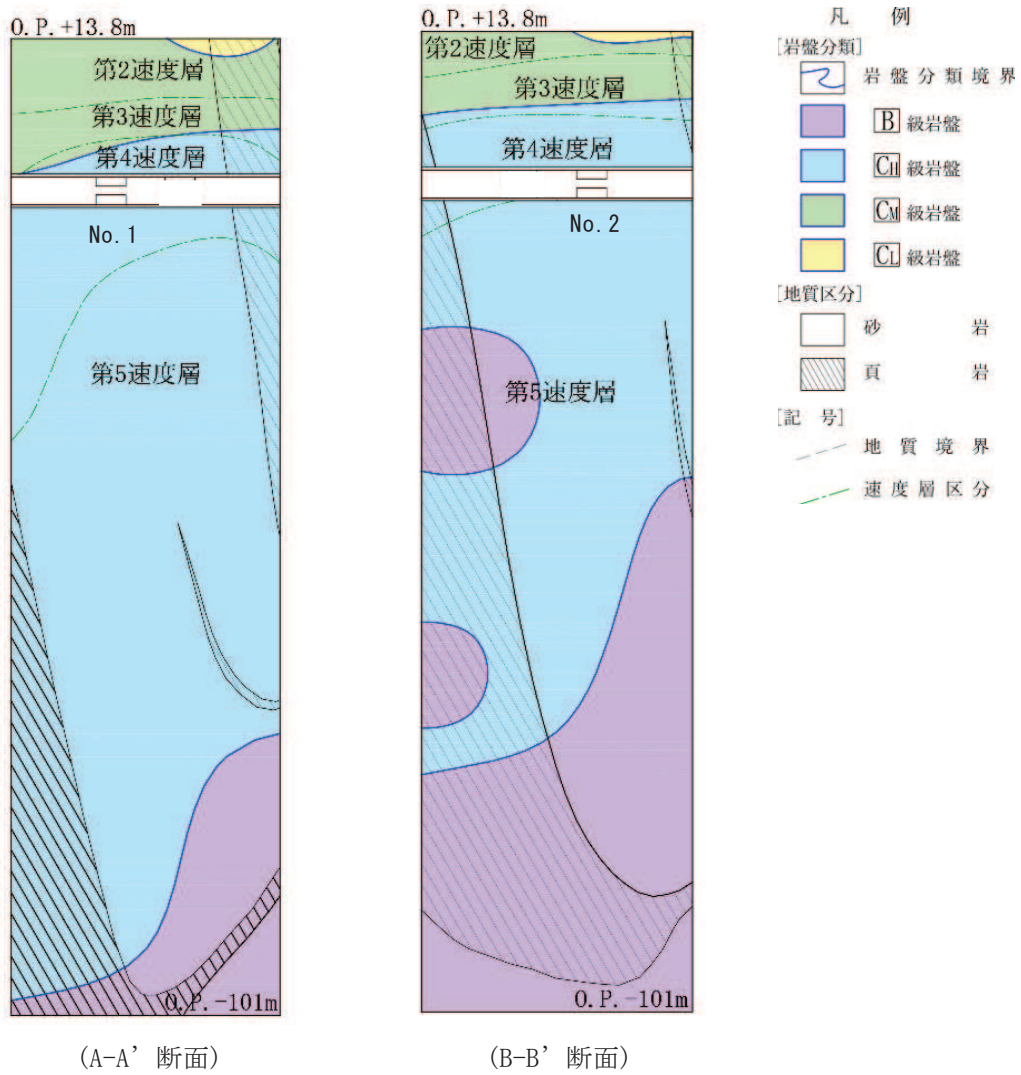 O.P.+13.8m
第2速度層
第3速度層
第4速度層
No.1
第5速度層
O.P.-101m
(A-A’断面)
O.P.+13.8m
第2速度層
第3速度層
第4速度層
No.2
第5速度層
O.P.-101m
(B-B’断面)
凡 例
[岩盤分類]
岩盤分類境界
B 級岩盤
CH 級岩盤
CM 級岩盤
CL 級岩盤
[地質区分]
砂 岩
頁 岩
[記 号]
地質境界
速度層区分